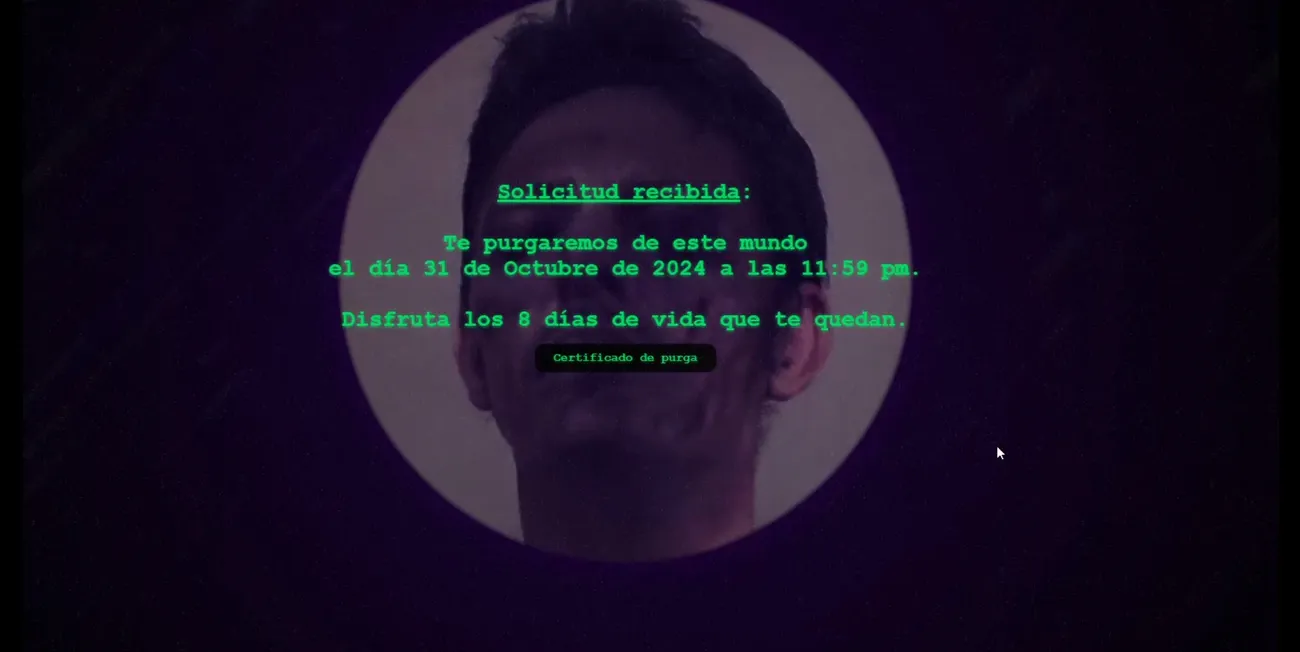 Solicitud recibida:
Te purgaremos de este mundo
el día 31 de Octubre de 2024 a las 11:59 pm.
Disfruta los 8 días de vida que te quedan.
Certificado de purga